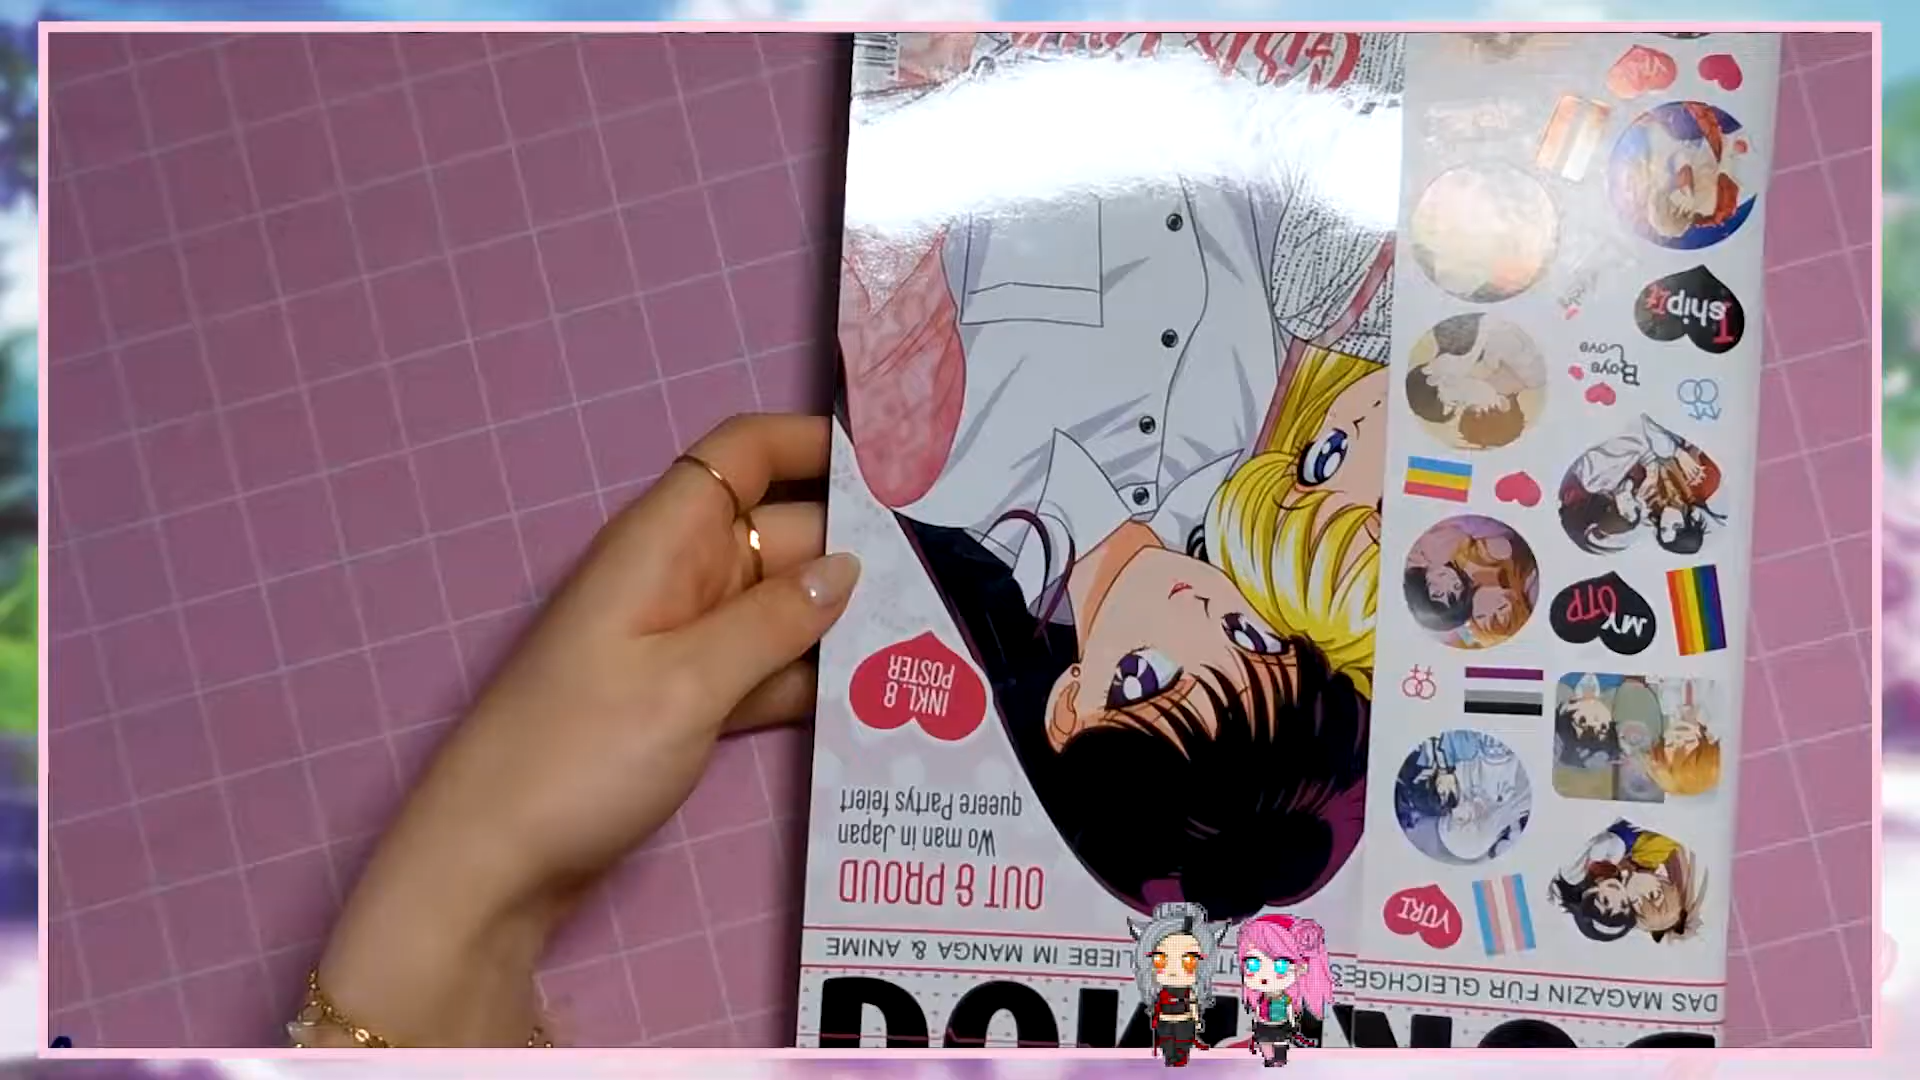 DAS MAGAZIN FÜR GLEICHGES LIEBE IM MANGA & ANIME
OUT & PROUD
Wo man in Japan
queere Partys feiert
INKL. 8
POSTER
YURI
MY
OTP
Boys
Love
I
ship it